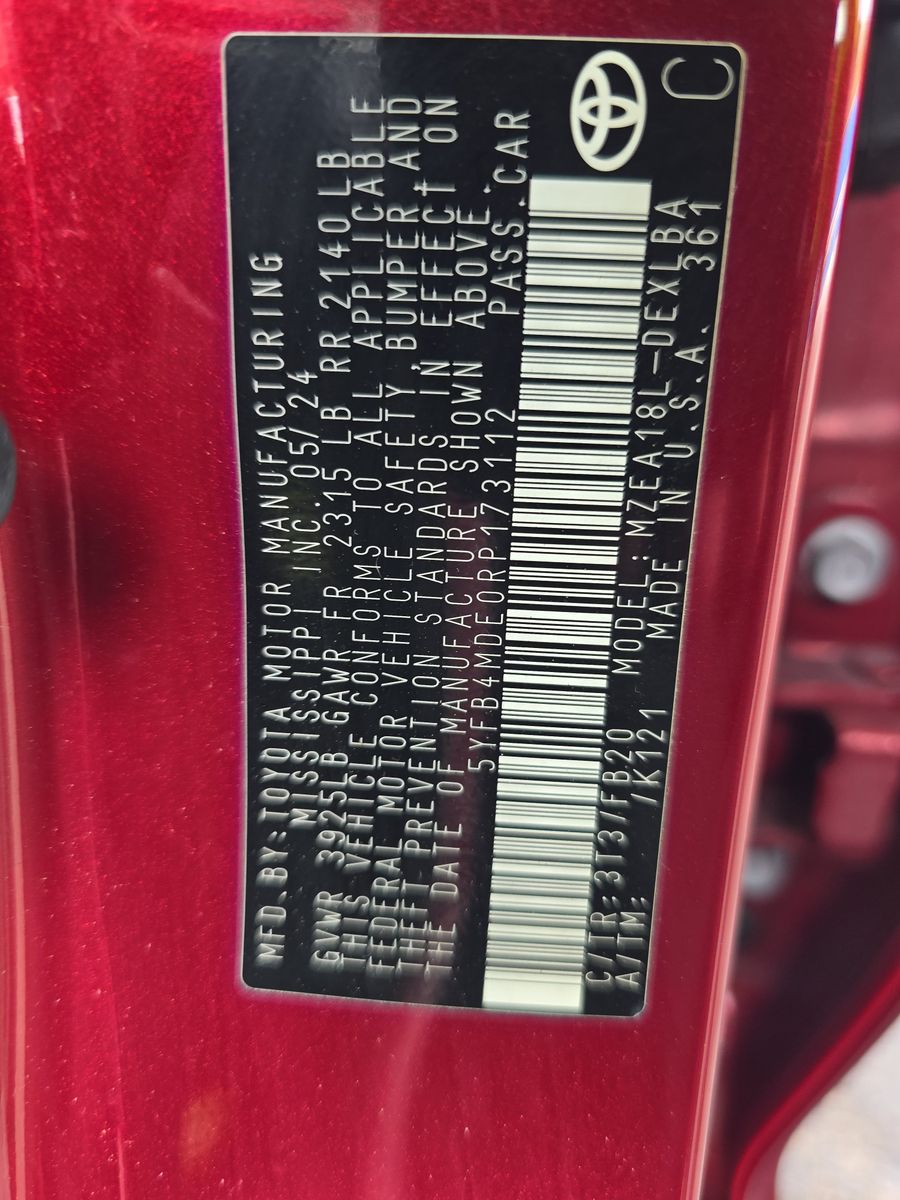 MFD.BY:TOYOTA MOTOR MANUFACTURING
MISSISSIPPI INC. 05/24
GVWR 3925LB GAWR FR 2315 LB RR 2140LB
THIS VEHICLE CONFORMS TO ALL APPLICABLE
FEDERAL MOTOR VEHICLE SAFETY, BUMPER AND
THEFT PREVENTION STANDARDS IN EFFECT ON
THE DATE OF MANUFACTURE SHOWN ABOVE.
5YFB4MDE0RP173112 PASS.CAR
C/TR:3T3/FB20 MODEL:MZEA18L-DEXLBA
A/TM: /K121 MADE IN U.S.A. 361
C